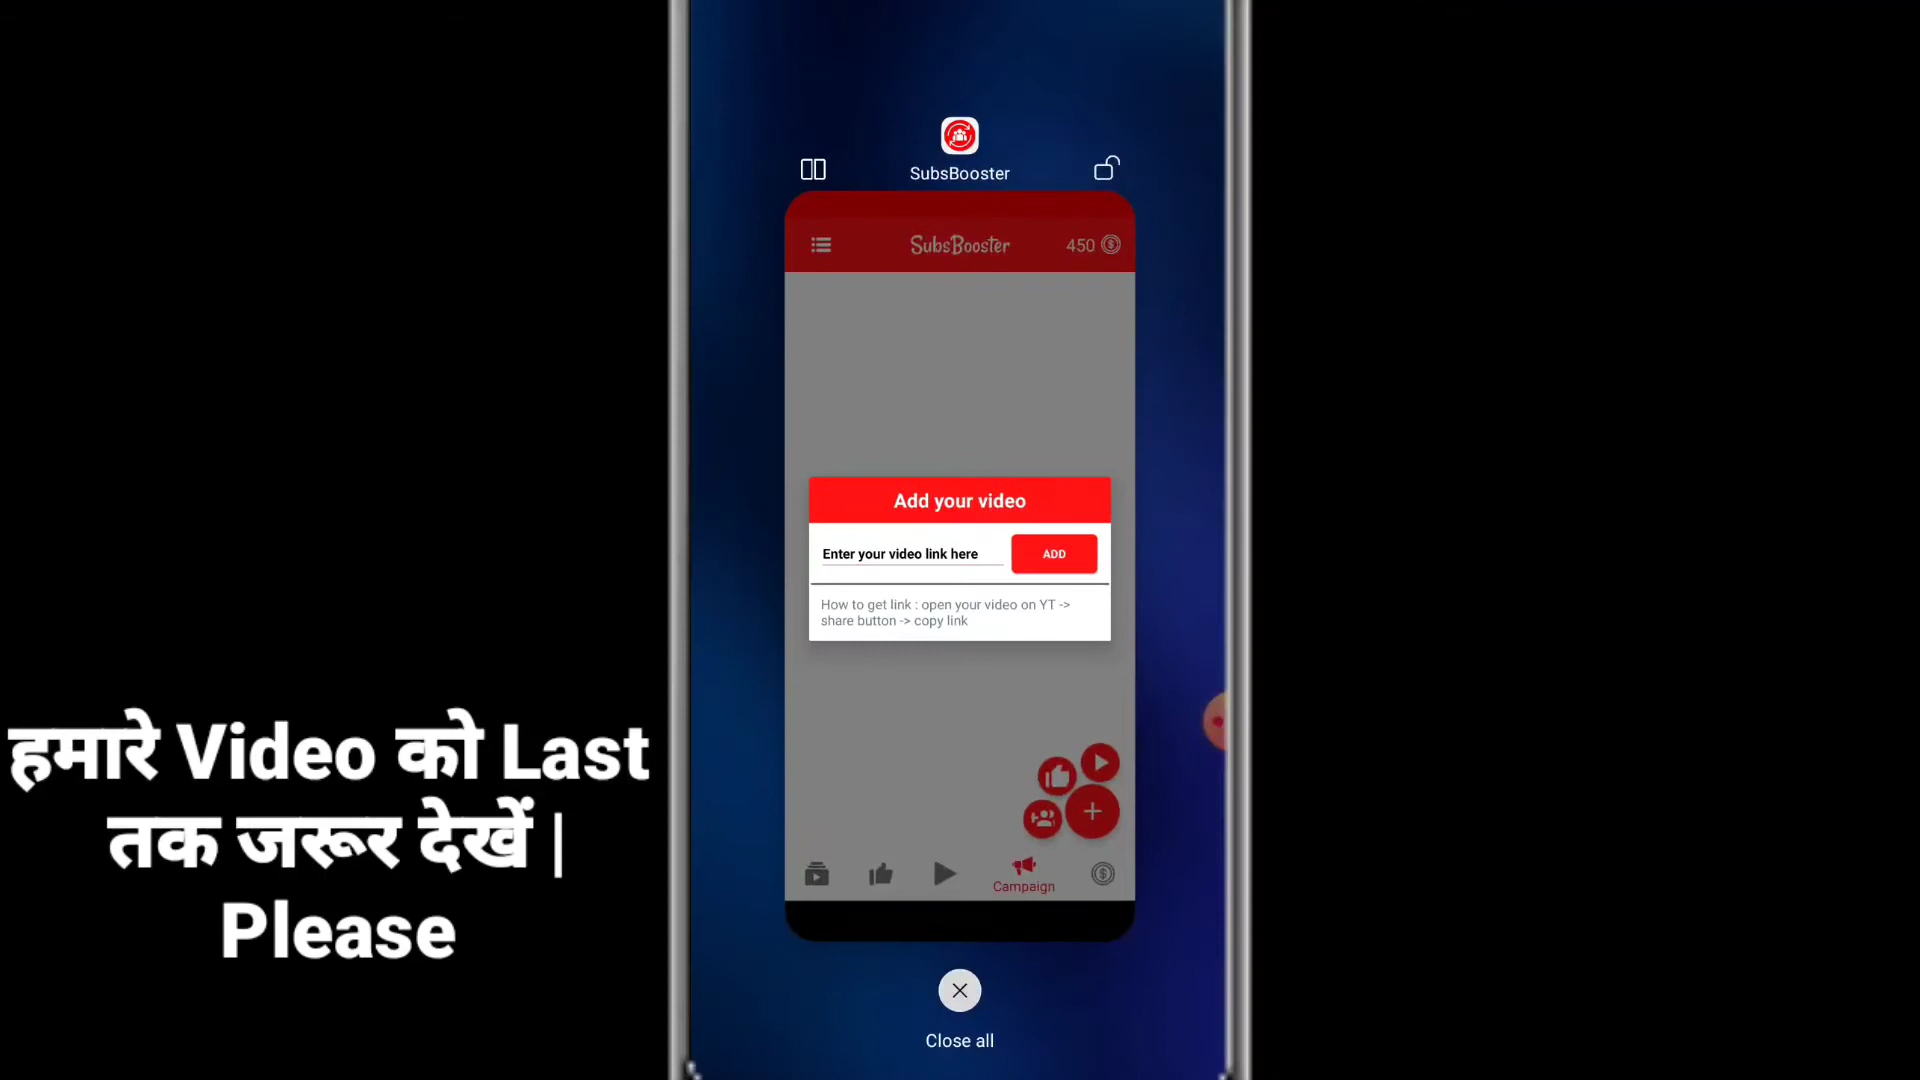 SubsBooster
SubsBooster
450
Add your video
Enter your video link here
ADD
How to get link : open your video on YT ->
share button -> copy link
Campaign
Close all
हमारे Video को Last
तक जरूर देखें |
Please